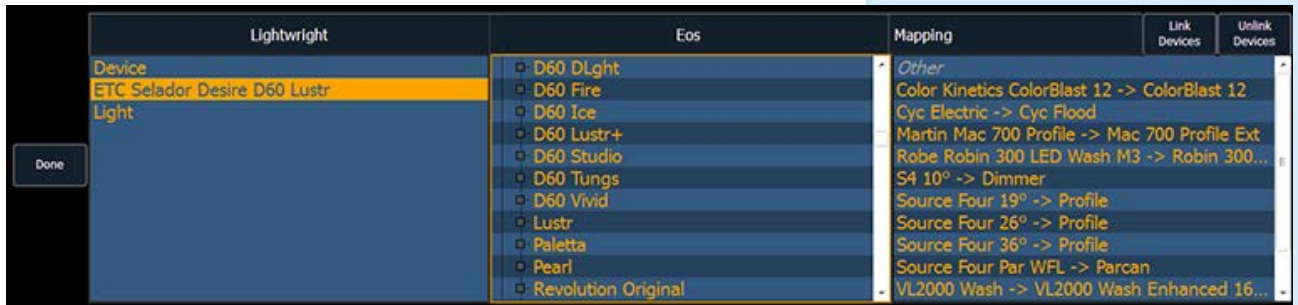 Lightwright
Eos
Mapping
Link
Devices
Unlink
Devices
Done
Device
ETC Selador Desire D60 Lustr
Light
D60 DLght
D60 Fire
D60 Ice
D60 Lustr+
D60 Studio
D60 Tungs
D60 Vivid
Lustr
Paletta
Pearl
Revolution Original
Other
Color Kinetics ColorBlast 12 -> ColorBlast 12
Cyc Electric -> Cyc Flood
Martin Mac 700 Profile -> Mac 700 Profile Ext
Robe Robin 300 LED Wash M3 -> Robin 300...
S4 10° -> Dimmer
Source Four 19° -> Profile
Source Four 26° -> Profile
Source Four 36° -> Profile
Source Four Par WFL -> Parcan
VL2000 Wash -> VL2000 Wash Enhanced 16...